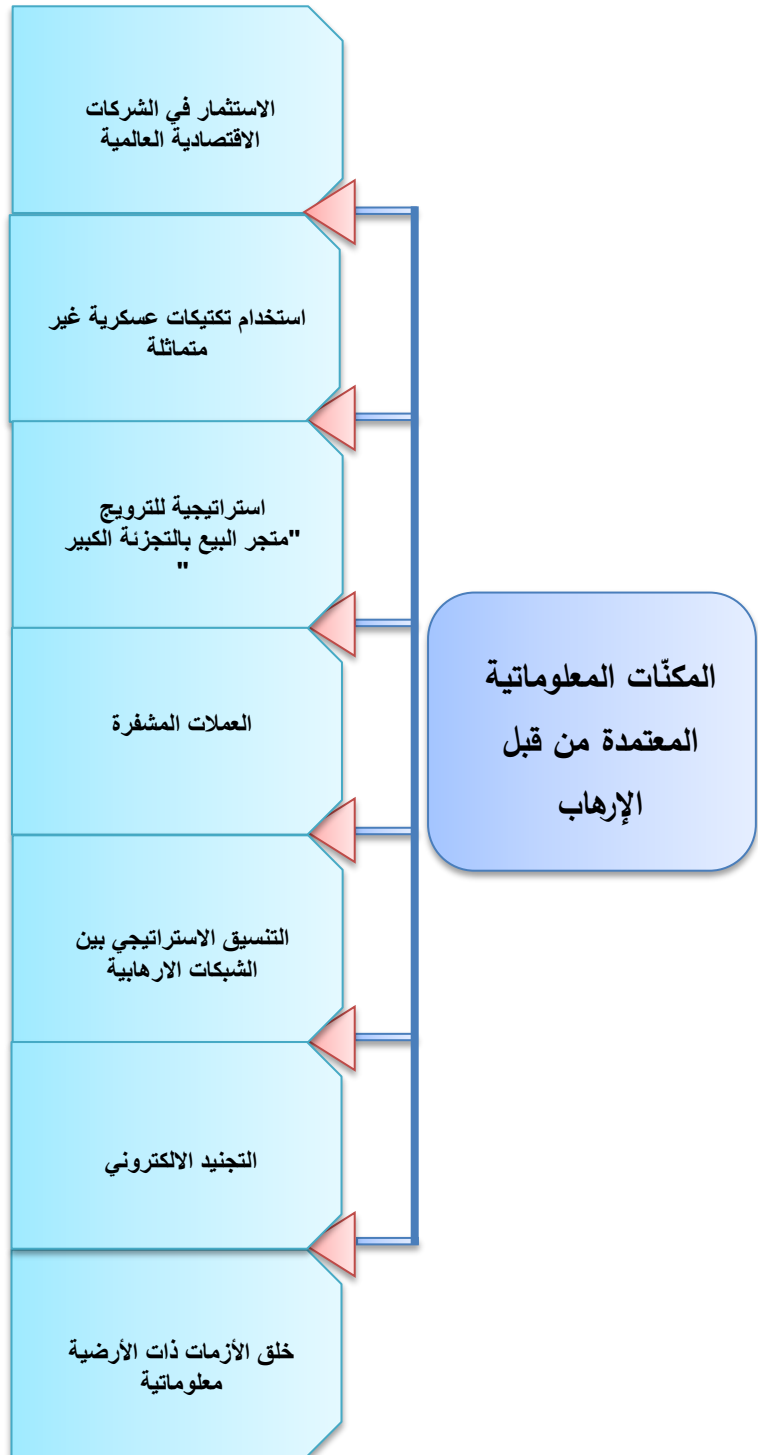 المكنّات المعلوماتية
المعتمدة من قبل
الإرهاب
الاستثمار في الشركات
الاقتصادية العالمية
استخدام تكتيكات عسكرية غير
متماثلة
استراتيجية للترويج
"متجر البيع بالتجزئة الكبير
"
العملات المشفرة
التنسيق الاستراتيجي بين
الشبكات الارهابية
التجنيد الالكتروني
خلق الأزمات ذات الأرضية
معلوماتية